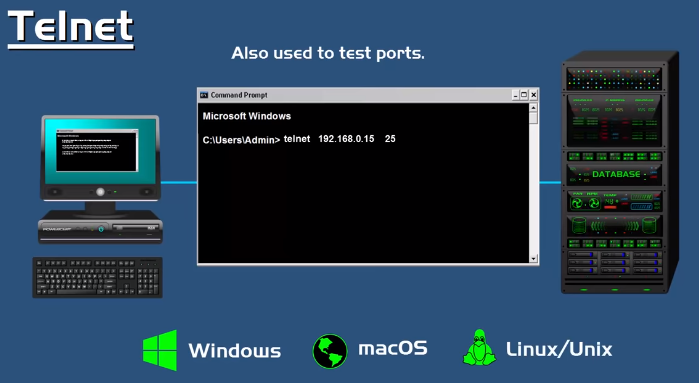 Telnet
Also used to test ports.
Command Prompt
Microsoft Windows
C:\Users\Admin> telnet 192.168.0.15 25
DATABASE
Windows
macOS
Linux/Unix